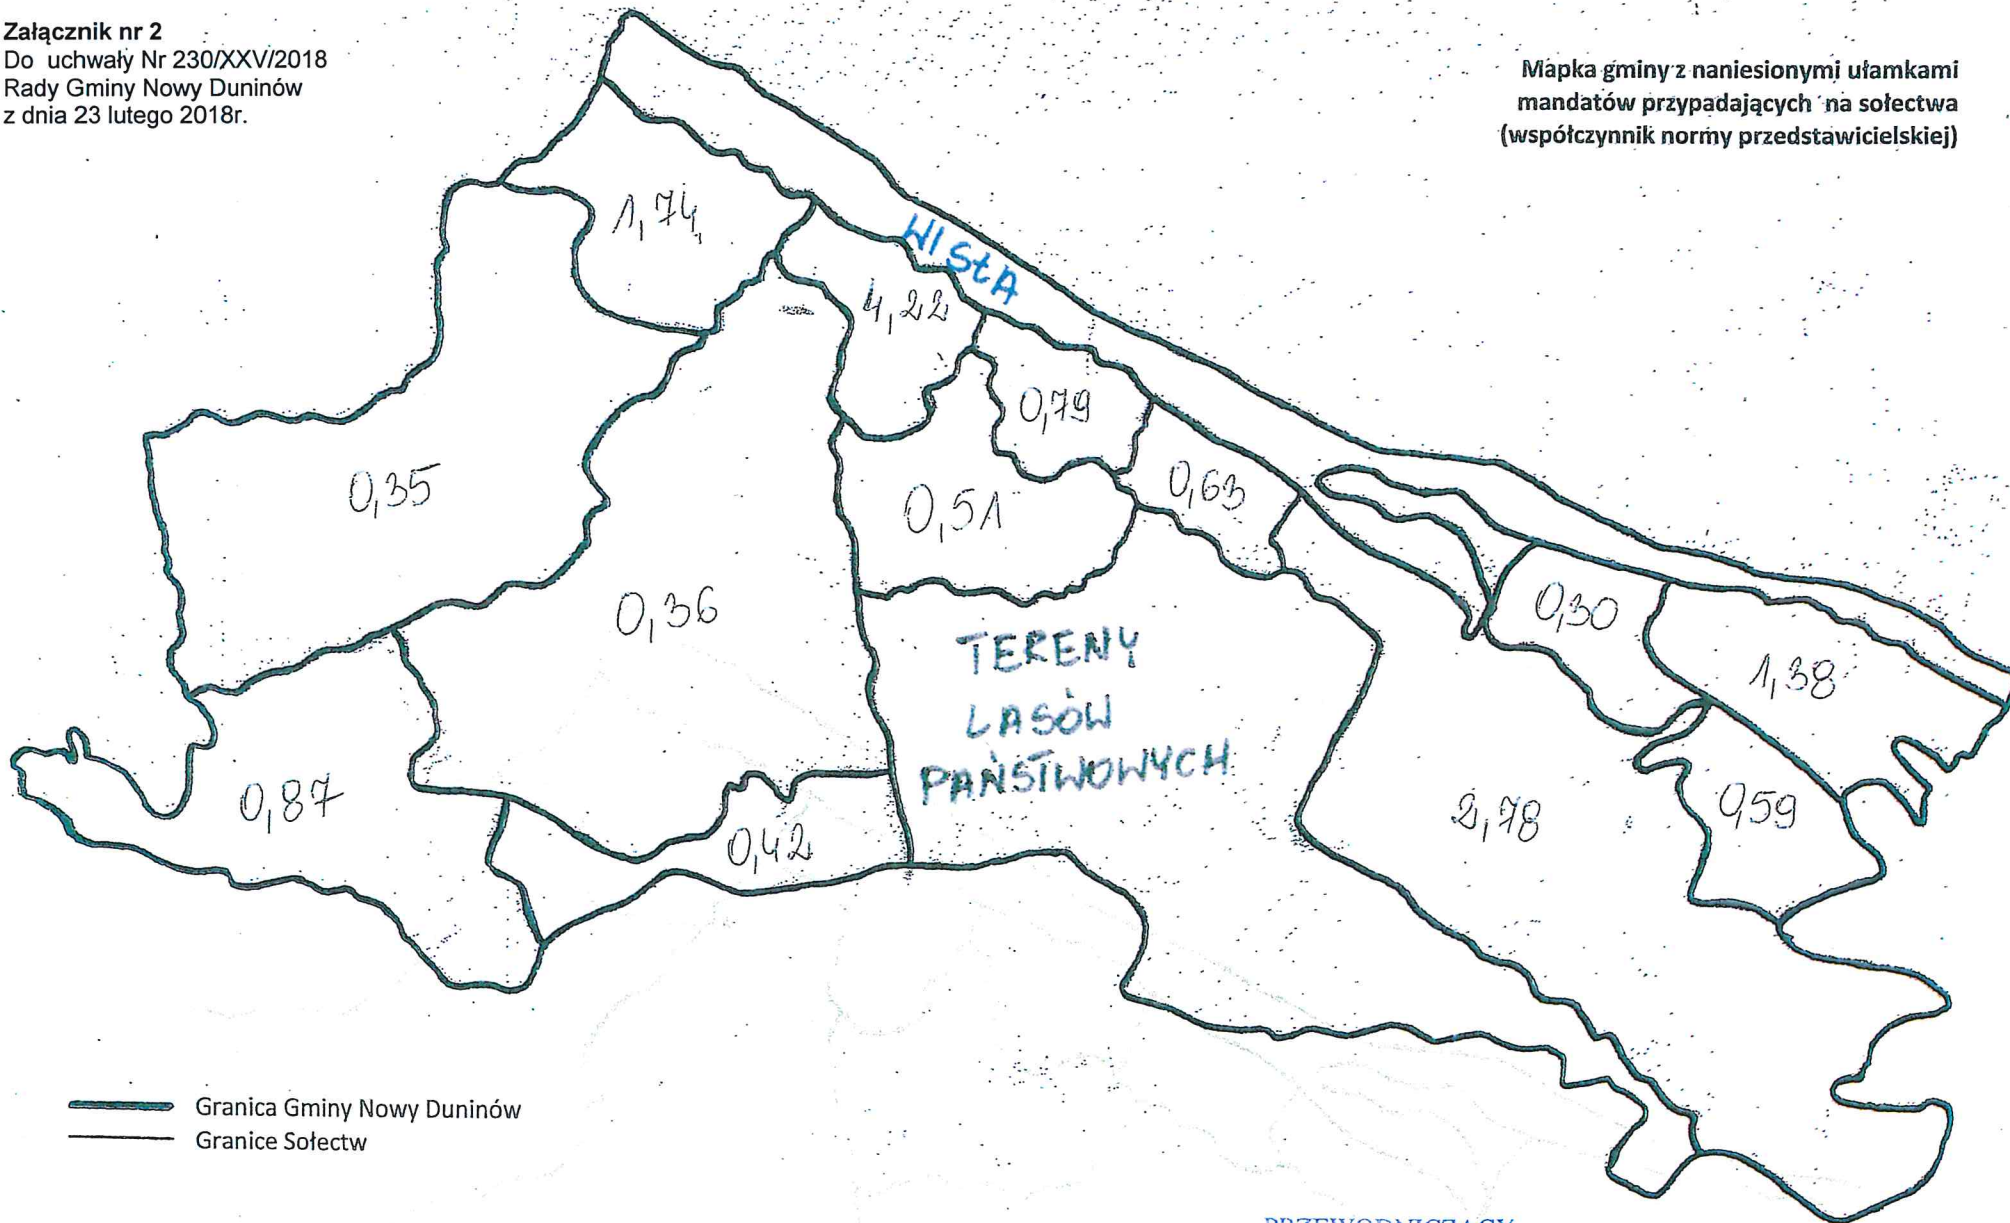 Załącznik nr 2
Do uchwały Nr 230/XXV/2018
Rady Gminy Nowy Duninów
z dnia 23 lutego 2018r.
Mapka gminy z naniesionymi ułamkami
mandatów przypadających na sołectwa
(współczynnik normy przedstawicielskiej)
1,74
WISŁA
4,22
0,79
0,35
0,51
0,63
0,36
0,30
1,38
TERENY
LASÓW
PAŃSTWOWYCH
0,87
0,42
2,78
0,59
Granica Gminy Nowy Duninów
Granice Sołectw
PRZEWODNICZĄCY